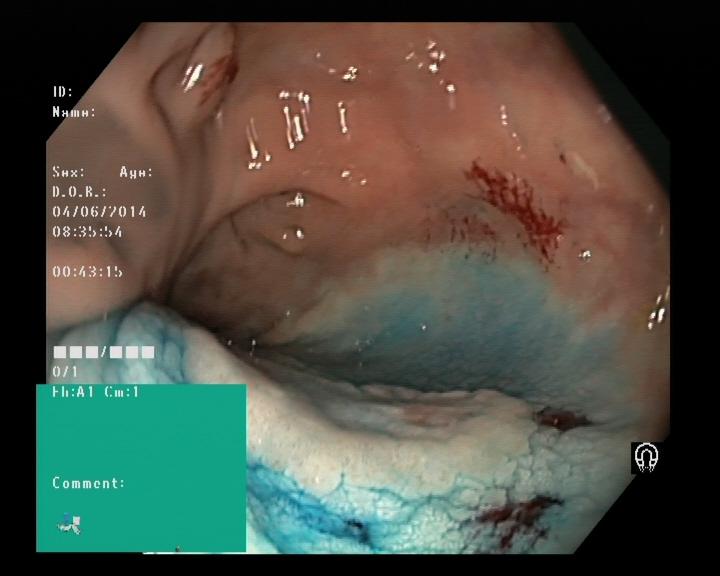 ID:
Name:
Sex: Age:
D.O.B.:
04/06/2014
08:35:54
00:43:15
■■■/■■■
0/1
Eh:A1 Cm:1
Comment: